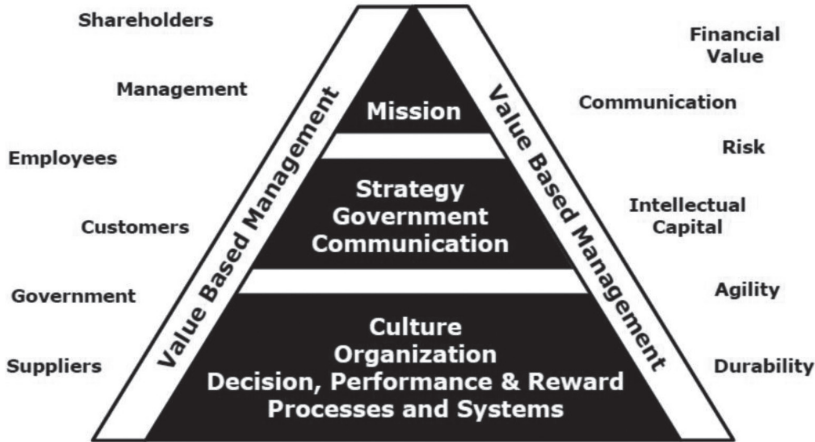 Shareholders
Management
Employees
Customers
Government
Suppliers
Value Based Management
Mission
Strategy
Government
Communication
Culture
Organization
Decision, Performance & Reward
Processes and Systems
Value Based Management
Financial
Value
Communication
Risk
Intellectual
Capital
Agility
Durability